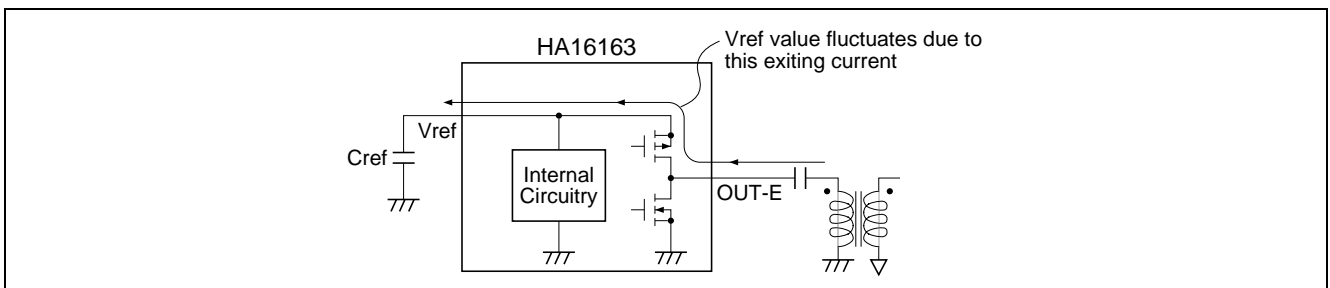 HA16163
Vref value fluctuates due to
this exiting current
Vref
Cref
Internal
Circuitry
OUT-E